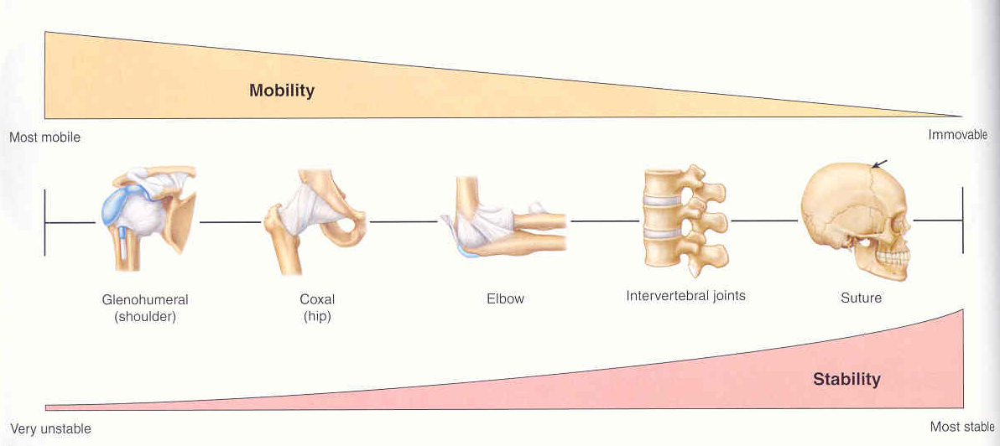 Mobility
Most mobile
Immovable
Glenohumeral
(shoulder)
Coxal
(hip)
Elbow
Intervertebral joints
Suture
Stability
Very unstable
Most stable